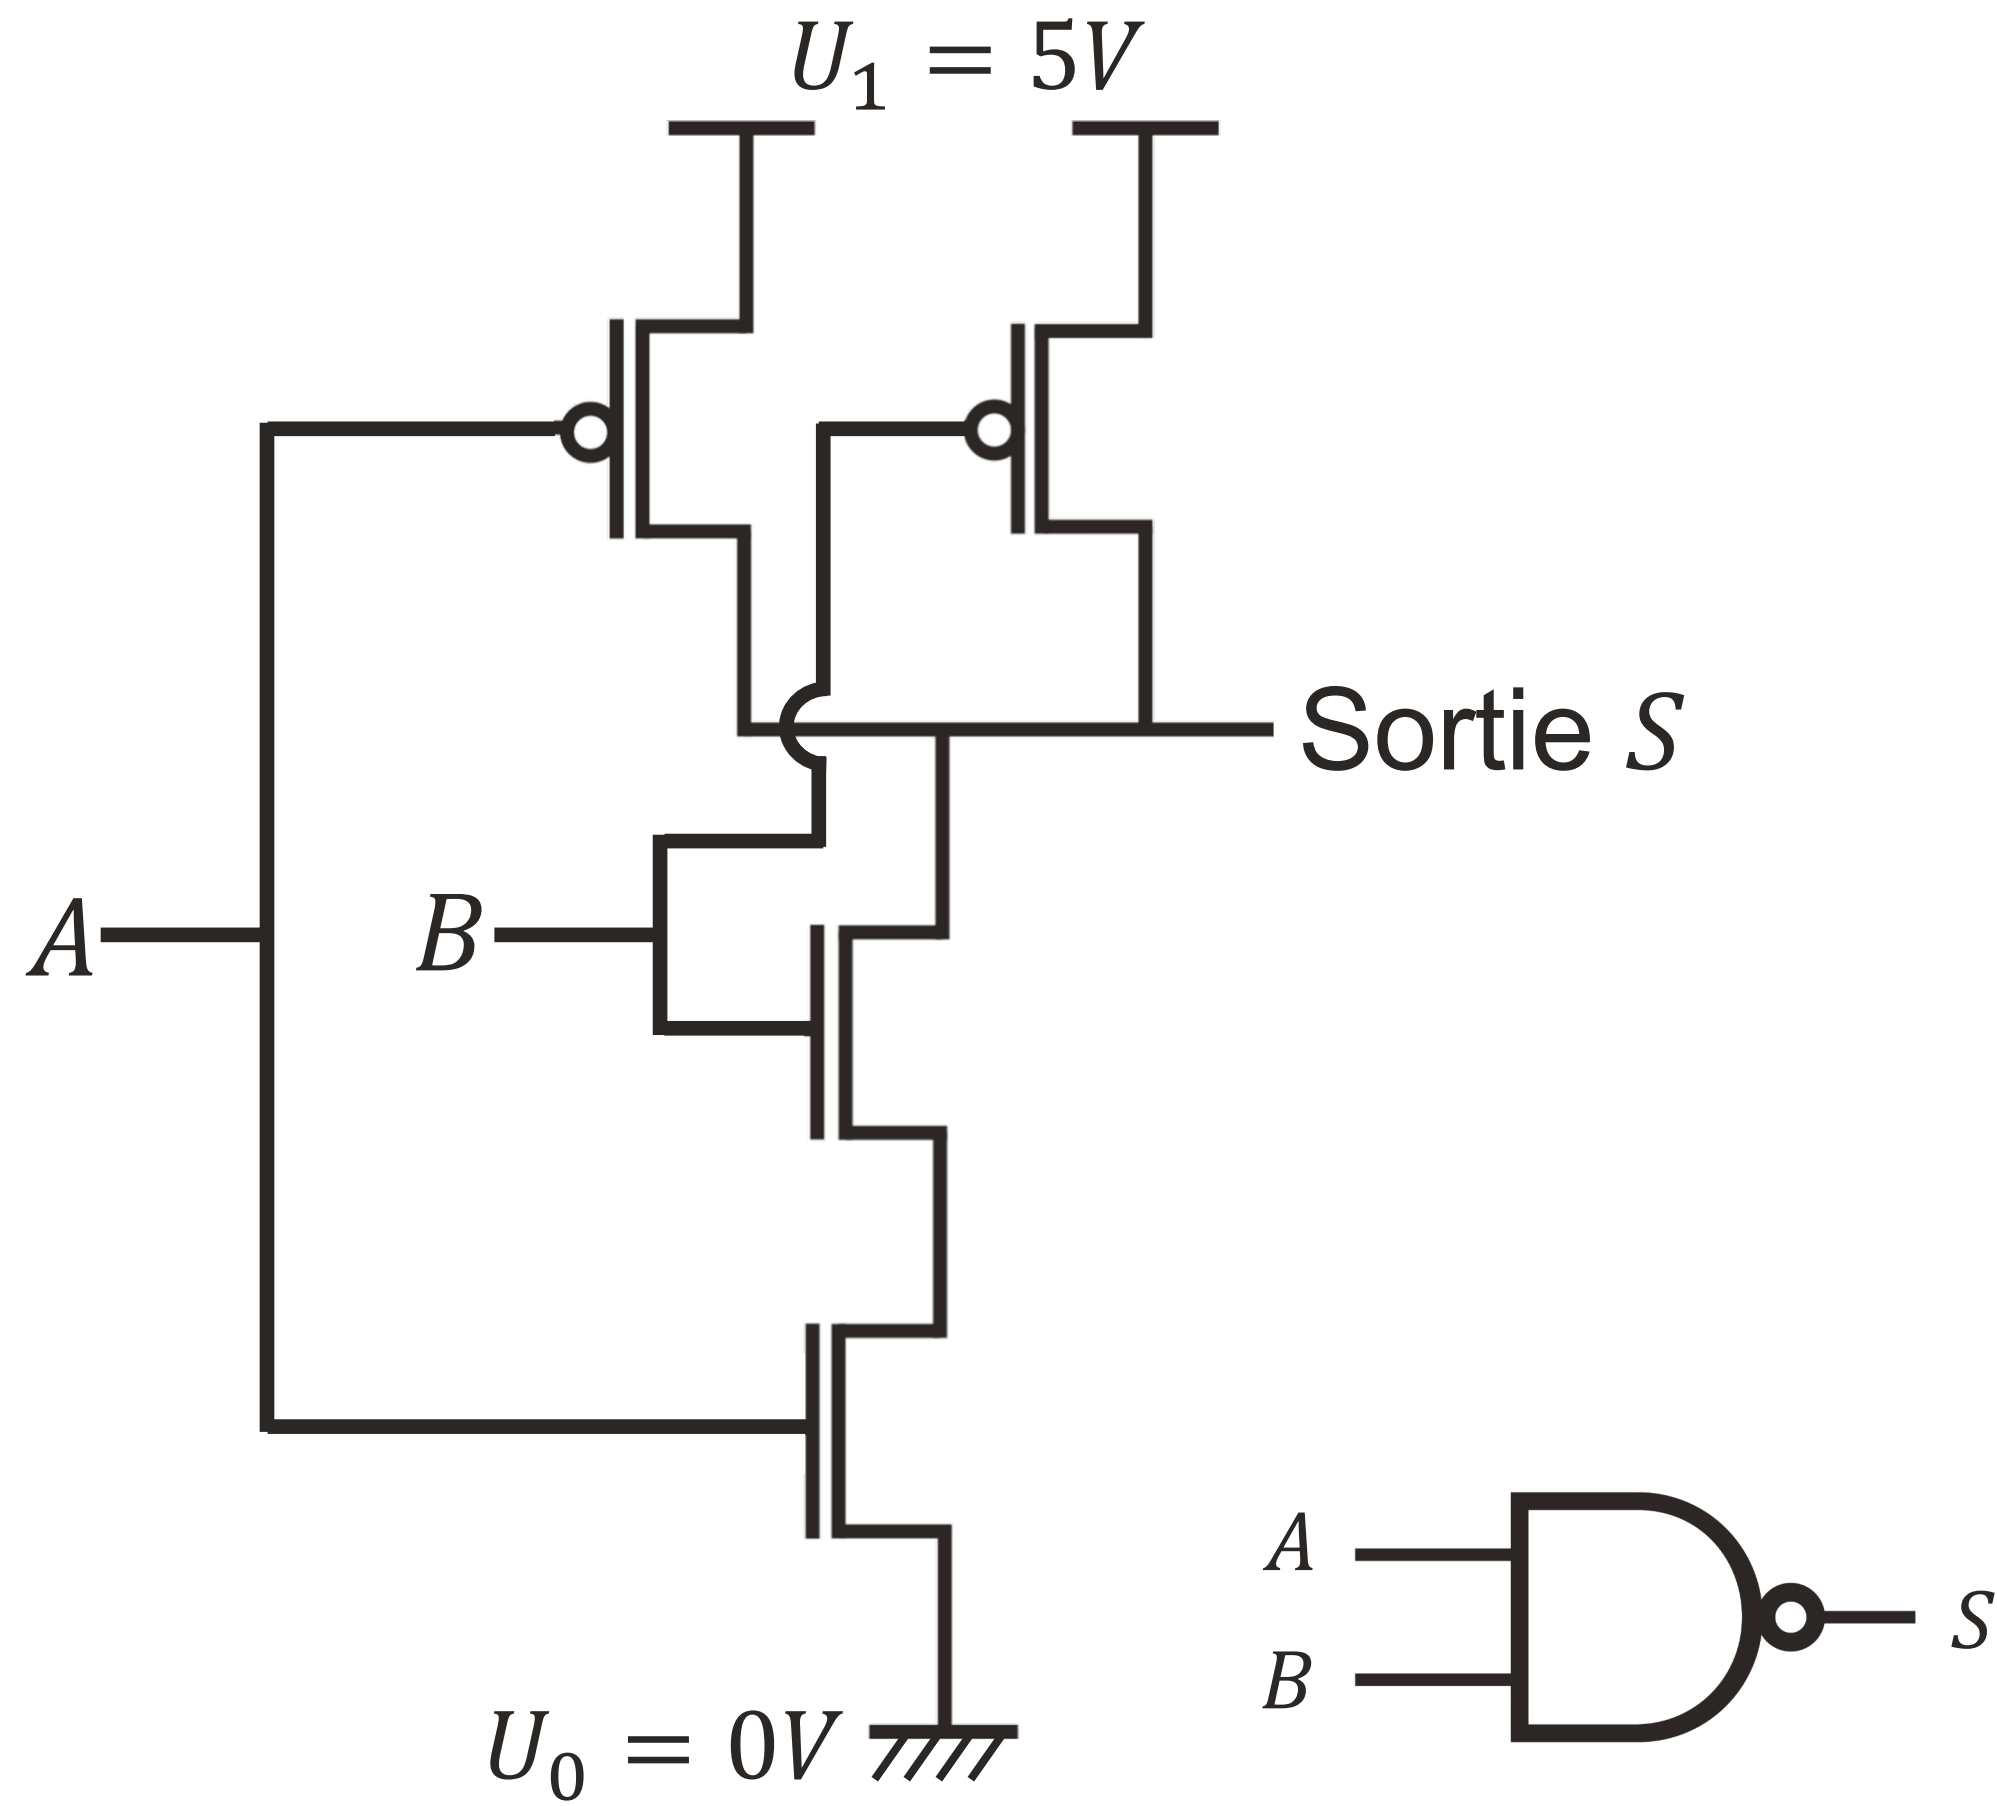 U₁ = 5V
Sortie S
A
B
A
B
S
U₀ = 0V